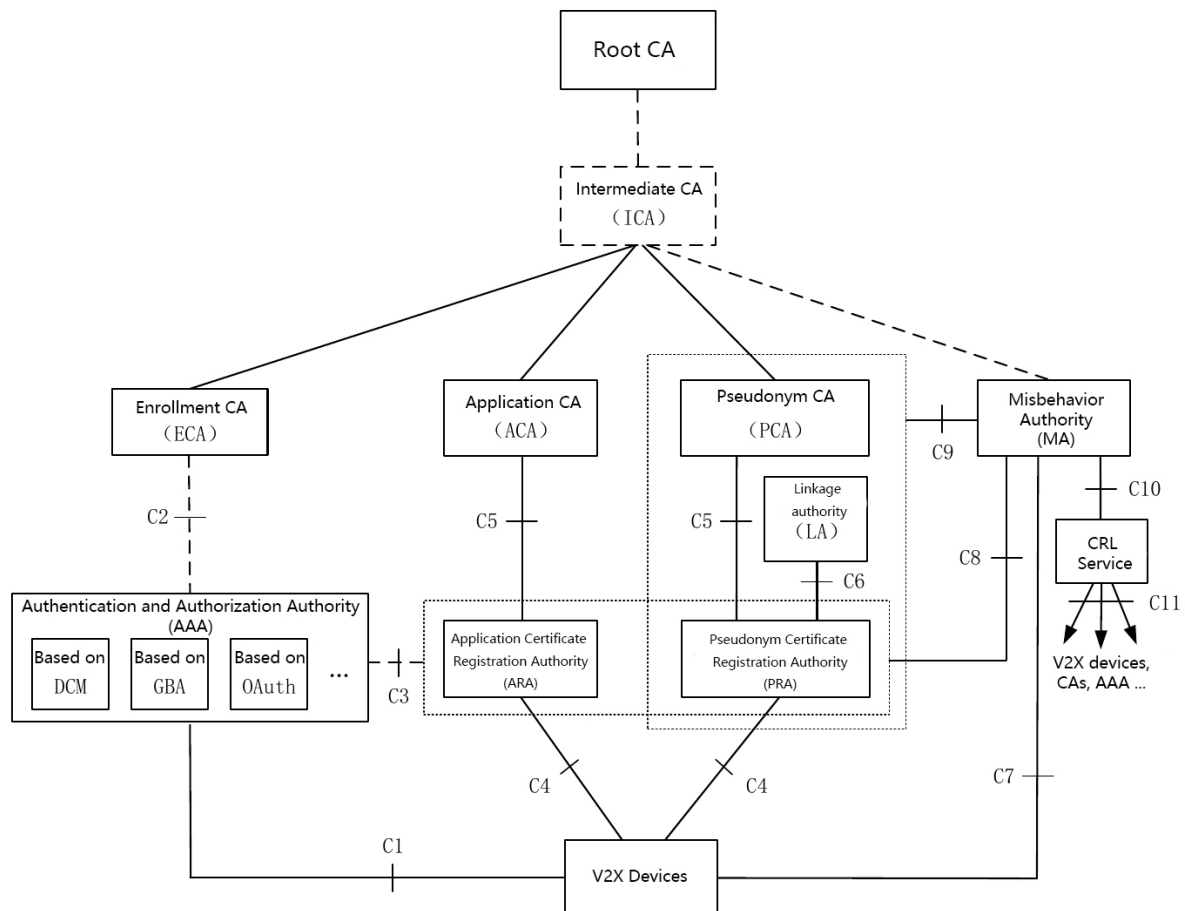 Root CA
Intermediate CA
（ICA）
Enrollment CA
（ECA）
Application CA
（ACA）
Pseudonym CA
（PCA）
Misbehavior
Authority
(MA)
C9
C2
C5
C5
Linkage
authority
（LA）
C6
C8
C10
CRL
Service
C11
V2X devices,
CAs, AAA ...
Authentication and Authorization Authority
(AAA)
Based on
DCM
Based on
GBA
Based on
OAuth
...
C3
Application Certificate
Registration Authority
(ARA)
Pseudonym Certificate
Registration Authority
(PRA)
C4
C4
C7
C1
V2X Devices